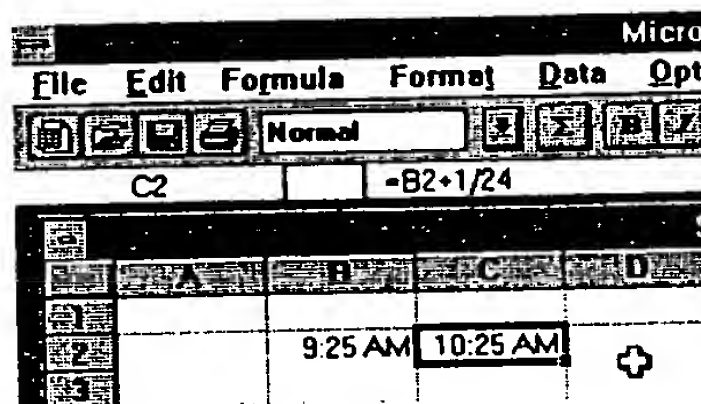 Micro
File Edit Formula Format Data Opt
Normal Σ B I
C2 =B2+1/24
S
A B C D
1
2 9:25 AM 10:25 AM
3